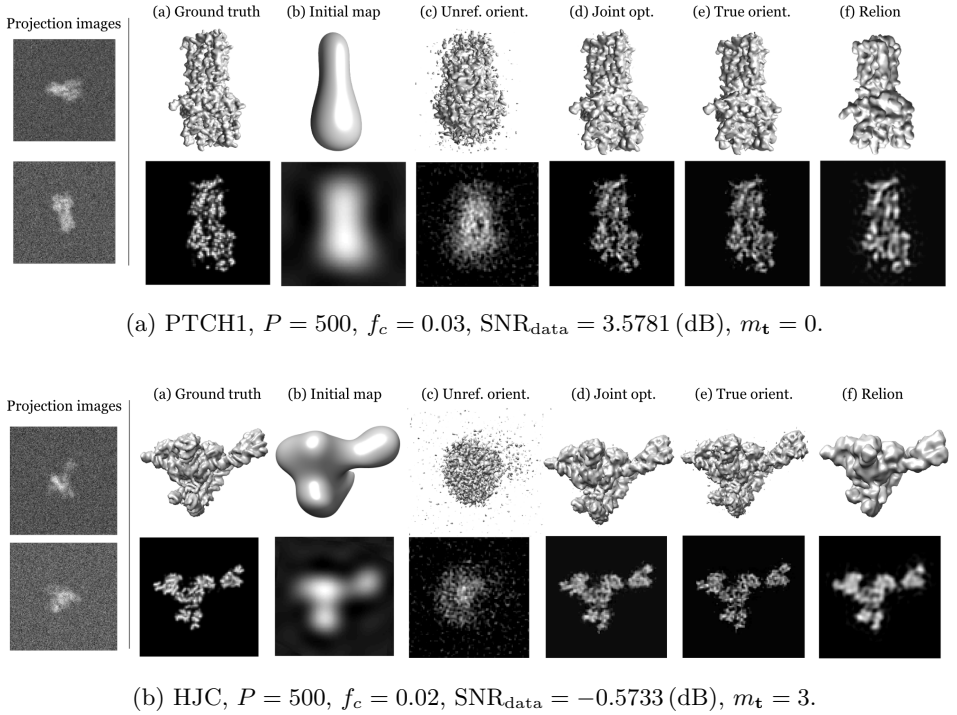 (a) Ground truth (b) Initial map (c) Unref. orient. (d) Joint opt. (e) True orient. (f) Relion
Projection images
(a) PTCH1, P = 500, f_c = 0.03, SNR_data = 3.5781 (dB), m_t = 0.
(a) Ground truth (b) Initial map (c) Unref. orient. (d) Joint opt. (e) True orient. (f) Relion
Projection images
(b) HJC, P = 500, f_c = 0.02, SNR_data = −0.5733 (dB), m_t = 3.